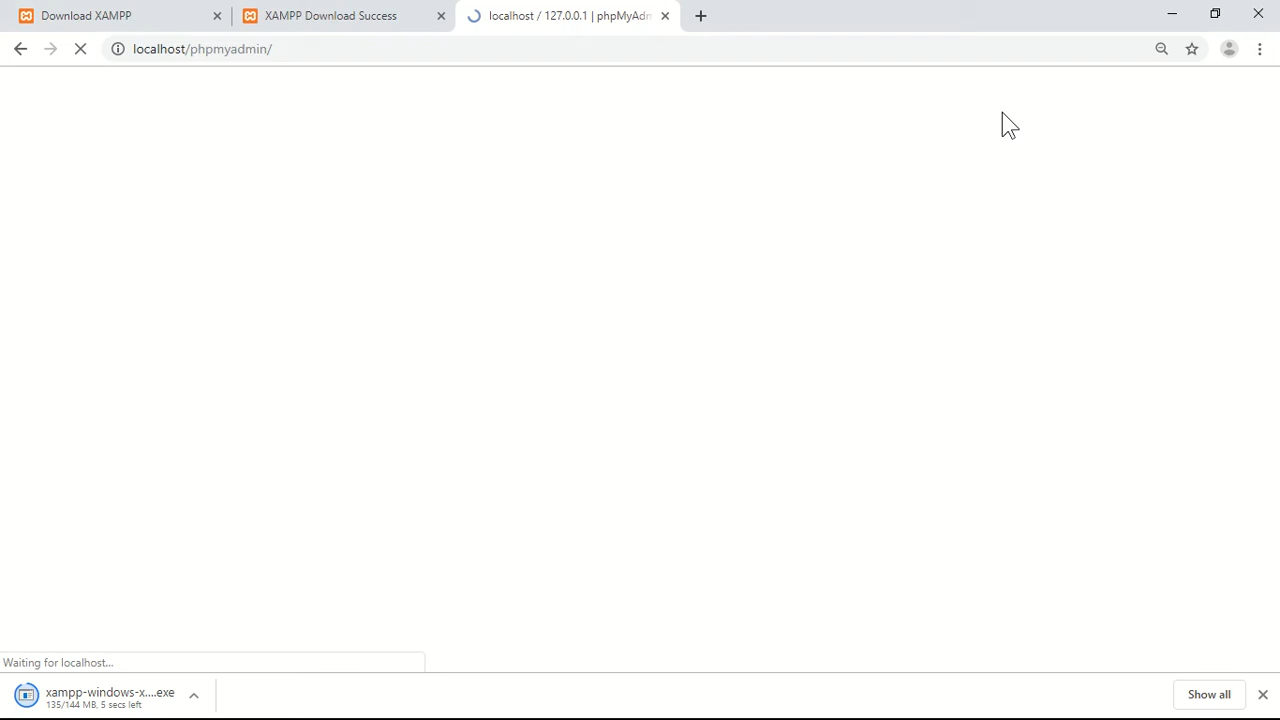 Download XAMPP
XAMPP Download Success
localhost / 127.0.0.1 | phpMyAdm
localhost/phpmyadmin/
Waiting for localhost...
xampp-windows-x....exe
135/144 MB, 5 secs left
Show all